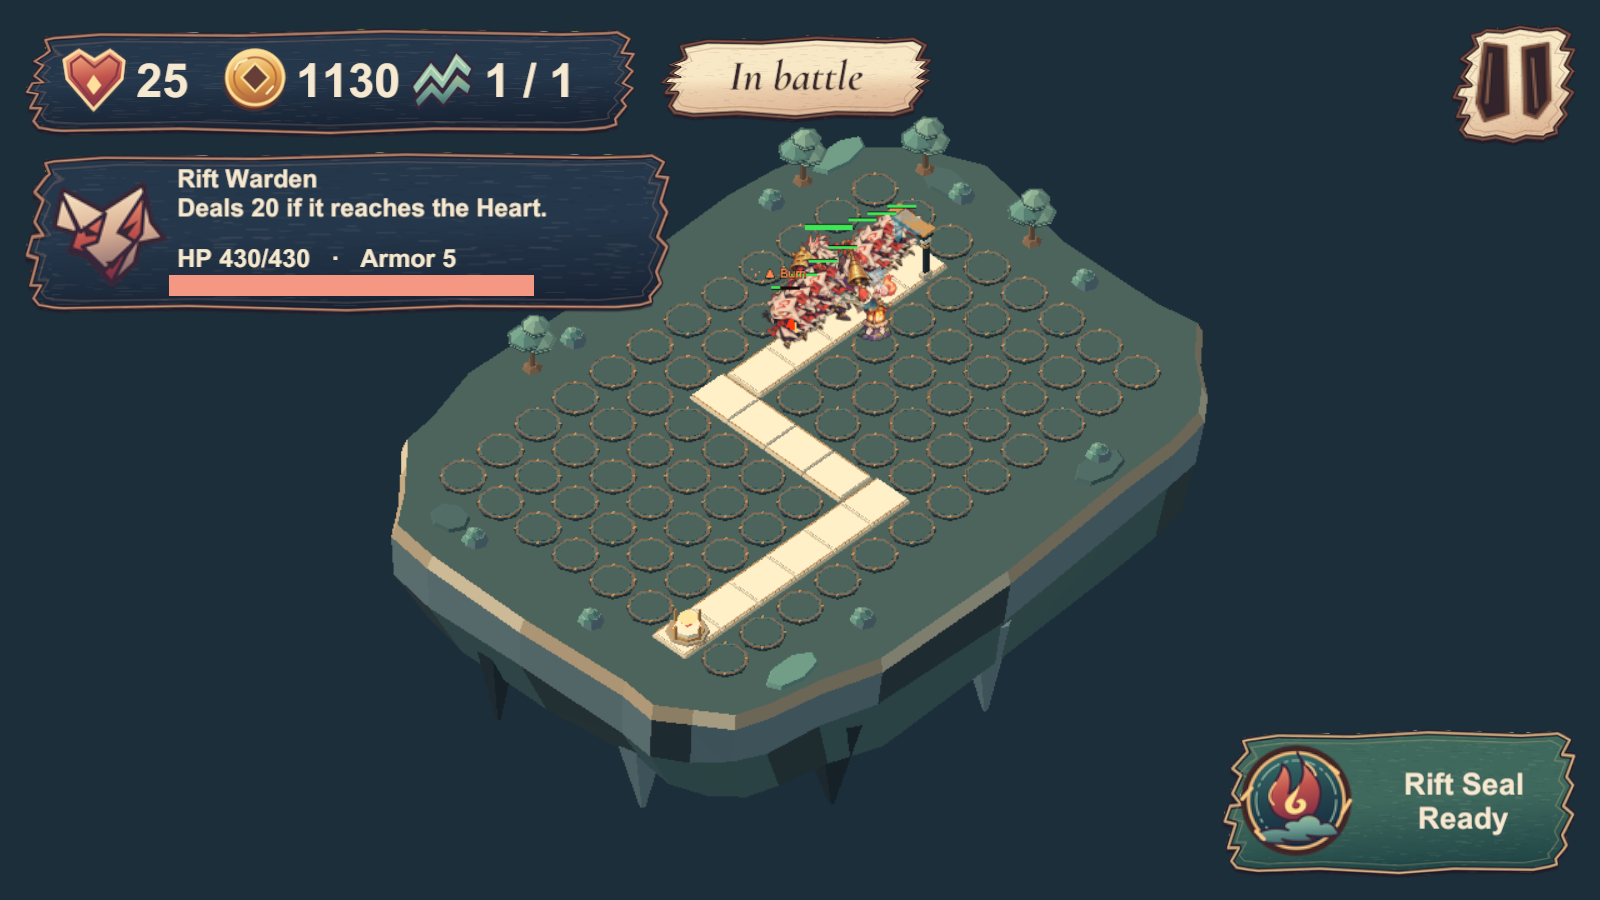 25 1130 1 / 1
In battle
Rift Warden
Deals 20 if it reaches the Heart.
HP 430/430 · Armor 5
Burn
Rift Seal
Ready